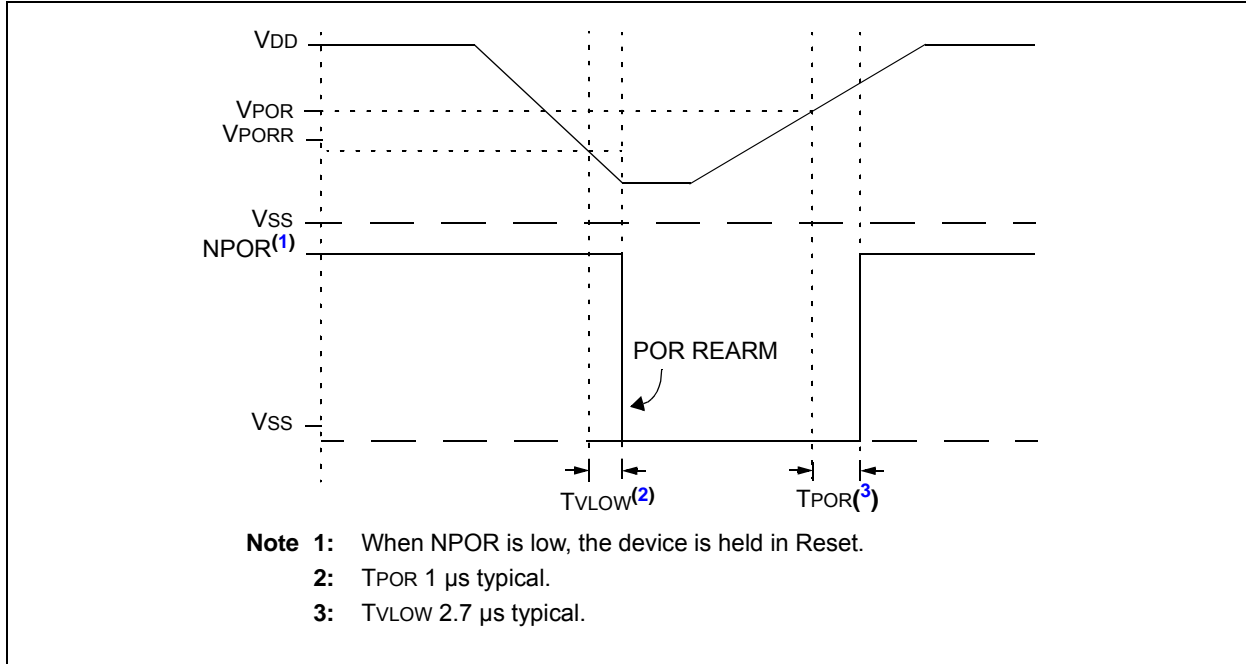 VDD
VPOR
VPORR
VSS
NPOR(1)
POR REARM
VSS
TVLOW(2)
TPOR(3)
Note 1: When NPOR is low, the device is held in Reset.
2: TPOR 1 μs typical.
3: TVLOW 2.7 μs typical.